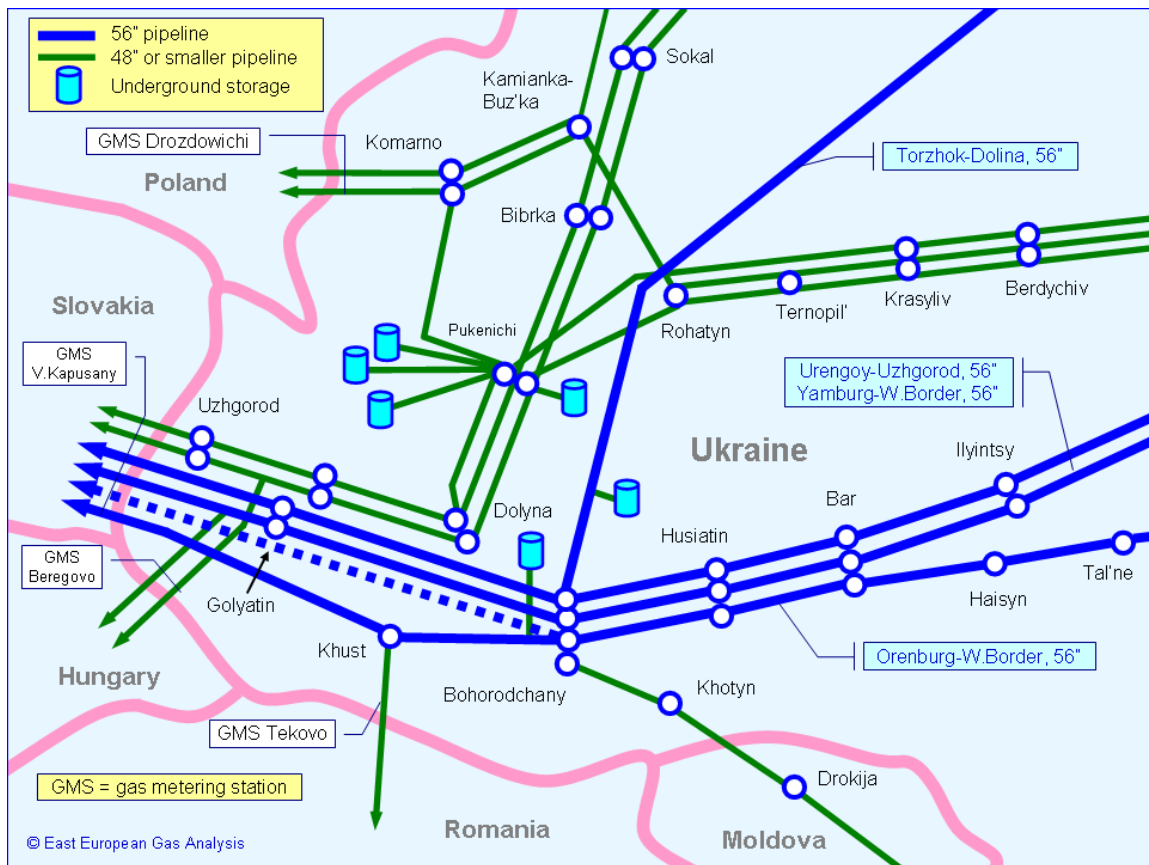 56" pipeline
48" or smaller pipeline
Underground storage
Sokal
Kamianka-
Buz'ka
GMS Drozdowichi
Komarno
Torzhok-Dolina, 56"
Poland
Bibrka
Slovakia
Krasyliv
Berdychiv
Ternopil'
Rohatyn
Pukenichi
GMS
V.Kapusany
Urengoy-Uzhgorod, 56"
Yamburg-W.Border, 56"
Uzhgorod
Ukraine
Ilyintsy
Bar
Dolyna
Husiatin
GMS
Beregovo
Golyatin
Tal'ne
Haisyn
Khust
Orenburg-W.Border, 56"
Hungary
Bohorodchany
Khotyn
GMS Tekovo
GMS = gas metering station
Drokija
Romania
Moldova
© East European Gas Analysis